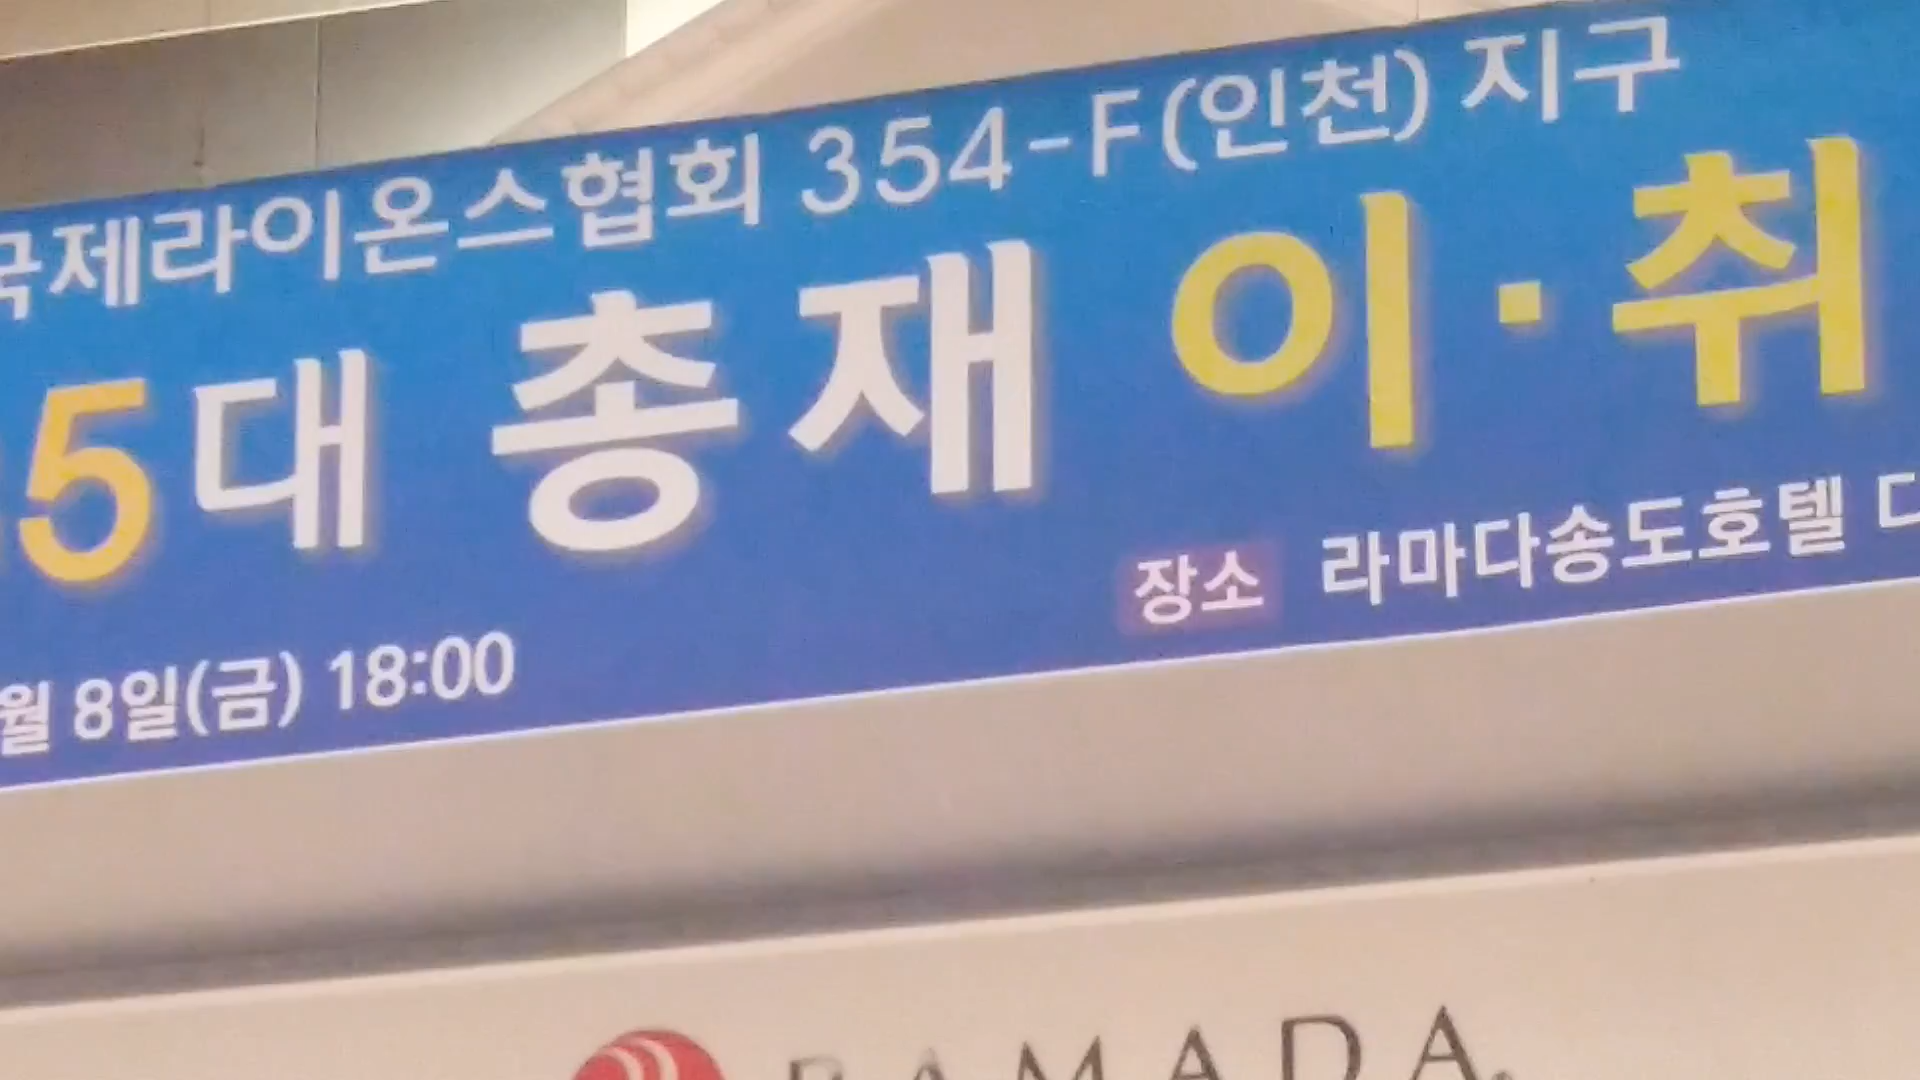 국제라이온스협회 354-F(인천) 지구
5대 총재 이·취
월 8일(금) 18:00
장소 라마다송도호텔
RAMADA